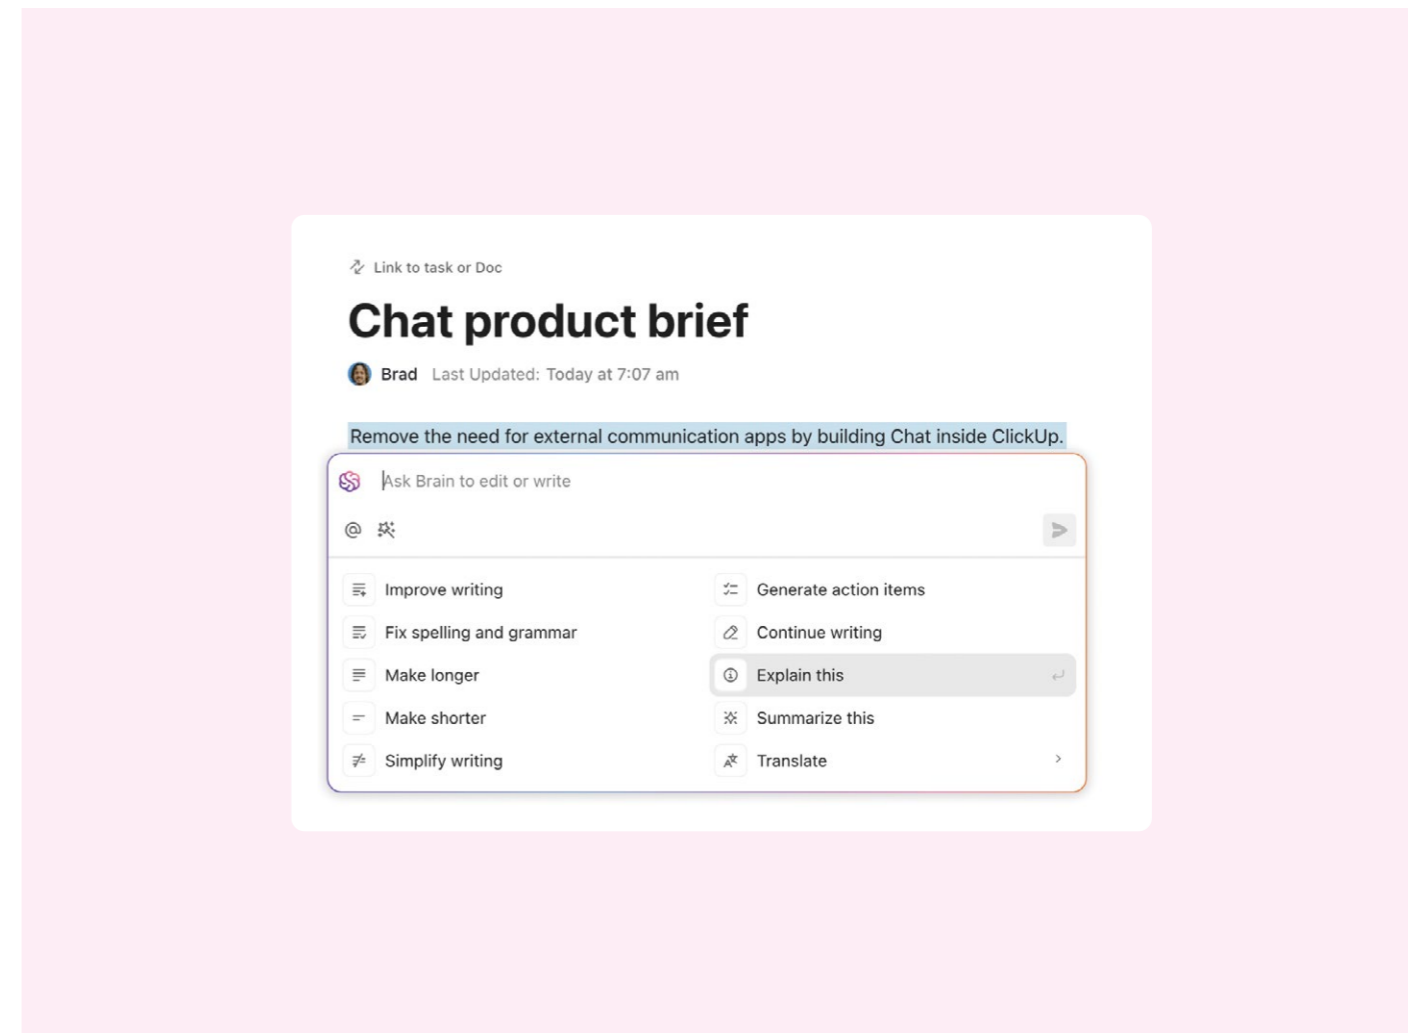 Link to task or Doc
Chat product brief
Brad Last Updated: Today at 7:07 am
Remove the need for external communication apps by building Chat inside ClickUp.
Ask Brain to edit or write
@
Improve writing
Generate action items
Fix spelling and grammar
Continue writing
Make longer
Explain this
Make shorter
Summarize this
Simplify writing
Translate